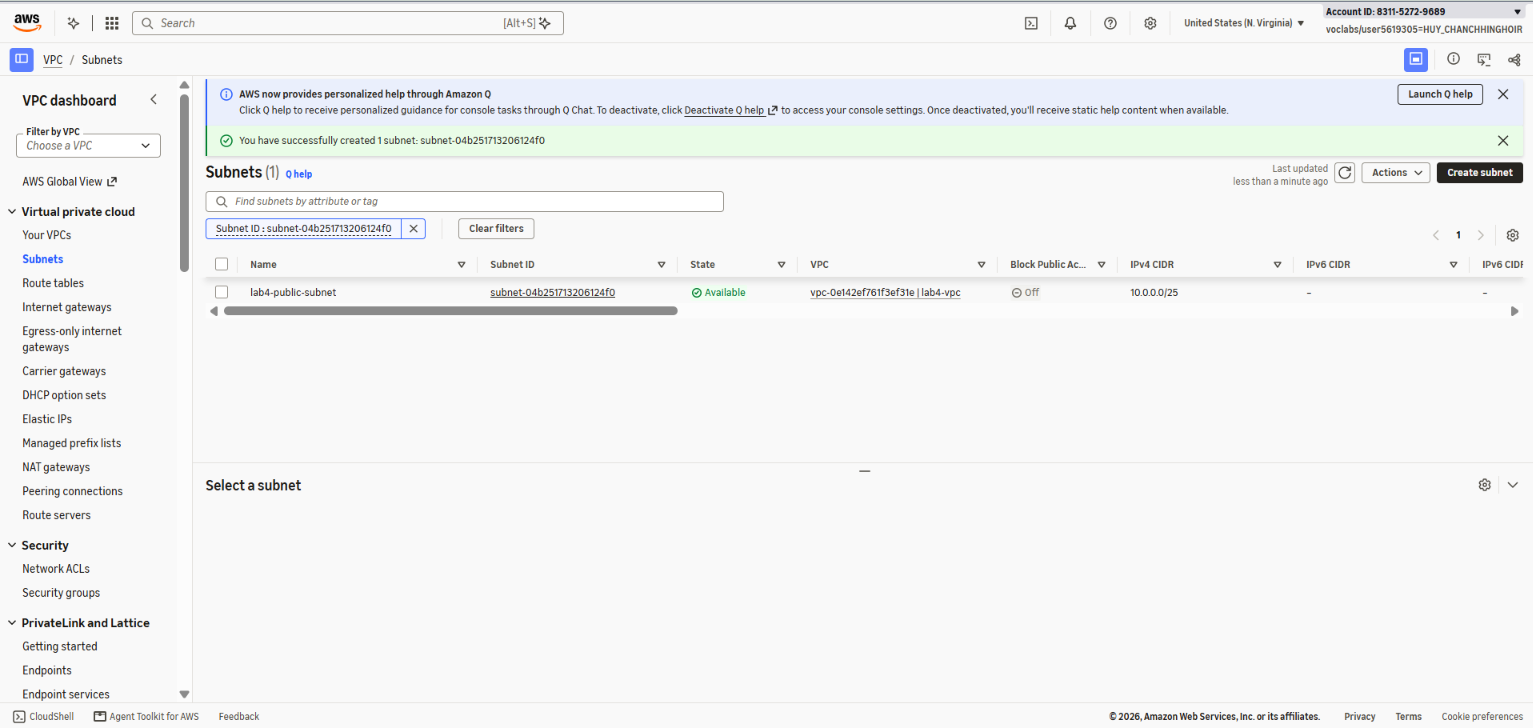 aws
Search [Alt+S]
United States (N. Virginia) ▼
Account ID: 8311-5272-9689 ▼
voclabs/user5619305=HUY_CHANCHHINGHOIR
VPC / Subnets
VPC dashboard
Filter by VPC
Choose a VPC
AWS Global View
Virtual private cloud
Your VPCs
Subnets
Route tables
Internet gateways
Egress-only internet
gateways
Carrier gateways
DHCP option sets
Elastic IPs
Managed prefix lists
NAT gateways
Peering connections
Route servers
Security
Network ACLs
Security groups
PrivateLink and Lattice
Getting started
Endpoints
Endpoint services
AWS now provides personalized help through Amazon Q
Click Q help to receive personalized guidance for console tasks through Q Chat. To deactivate, click Deactivate Q help to access your console settings. Once deactivated, you'll receive static help content when available.
Launch Q help
You have successfully created 1 subnet: subnet-04b251713206124f0
Subnets (1) Q help
Last updated
less than a minute ago
Actions
Create subnet
Find subnets by attribute or tag
Subnet ID : subnet-04b251713206124f0
Clear filters
1
Name Subnet ID State VPC Block Public Ac... IPv4 CIDR IPv6 CIDR IPv6 CIDR
lab4-public-subnet subnet-04b251713206124f0 Available vpc-0e142ef761f3ef31e | lab4-vpc Off 10.0.0.0/25 – –
Select a subnet
CloudShell Agent Toolkit for AWS Feedback
© 2026, Amazon Web Services, Inc. or its affiliates. Privacy Terms Cookie preferences